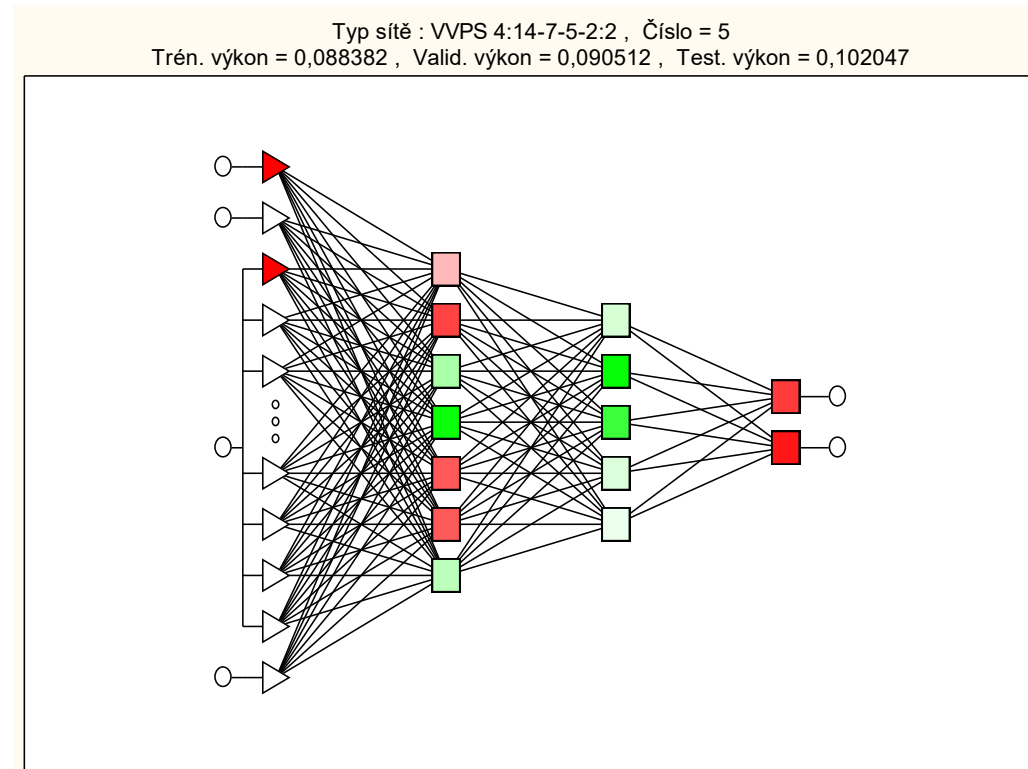 Typ sítě : VVPS 4:14-7-5-2:2 , Číslo = 5
Trén. výkon = 0,088382 , Valid. výkon = 0,090512 , Test. výkon = 0,102047